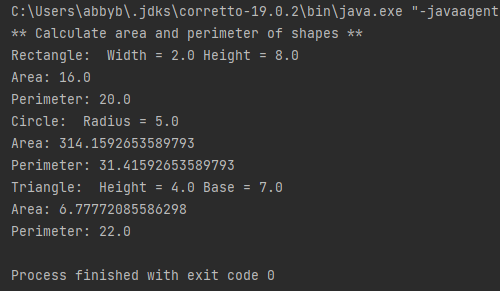 C:\Users\abbyb\.jdks\corretto-19.0.2\bin\java.exe "-javaagent
** Calculate area and perimeter of shapes **
Rectangle:  Width = 2.0 Height = 8.0
Area: 16.0
Perimeter: 20.0
Circle:  Radius = 5.0
Area: 314.1592653589793
Perimeter: 31.41592653589793
Triangle:  Height = 4.0 Base = 7.0
Area: 6.77772085586298
Perimeter: 22.0
Process finished with exit code 0